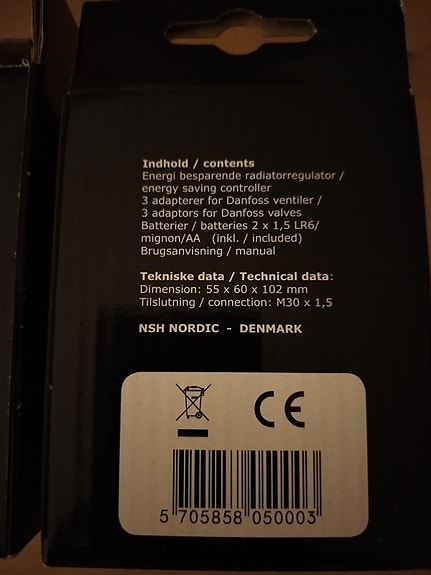 Indhold / contents
Energi besparende radiatorregulator /
energy saving controller
3 adapterer for Danfoss ventiler /
3 adaptors for Danfoss valves
Batterier / batteries 2 x 1,5 LR6/
mignon/AA (inkl. / included)
Brugsanvisning / manual
Tekniske data / Technical data:
Dimension: 55 x 60 x 102 mm
Tilslutning / connection: M30 x 1,5
NSH NORDIC - DENMARK
CE
5 705858 050003